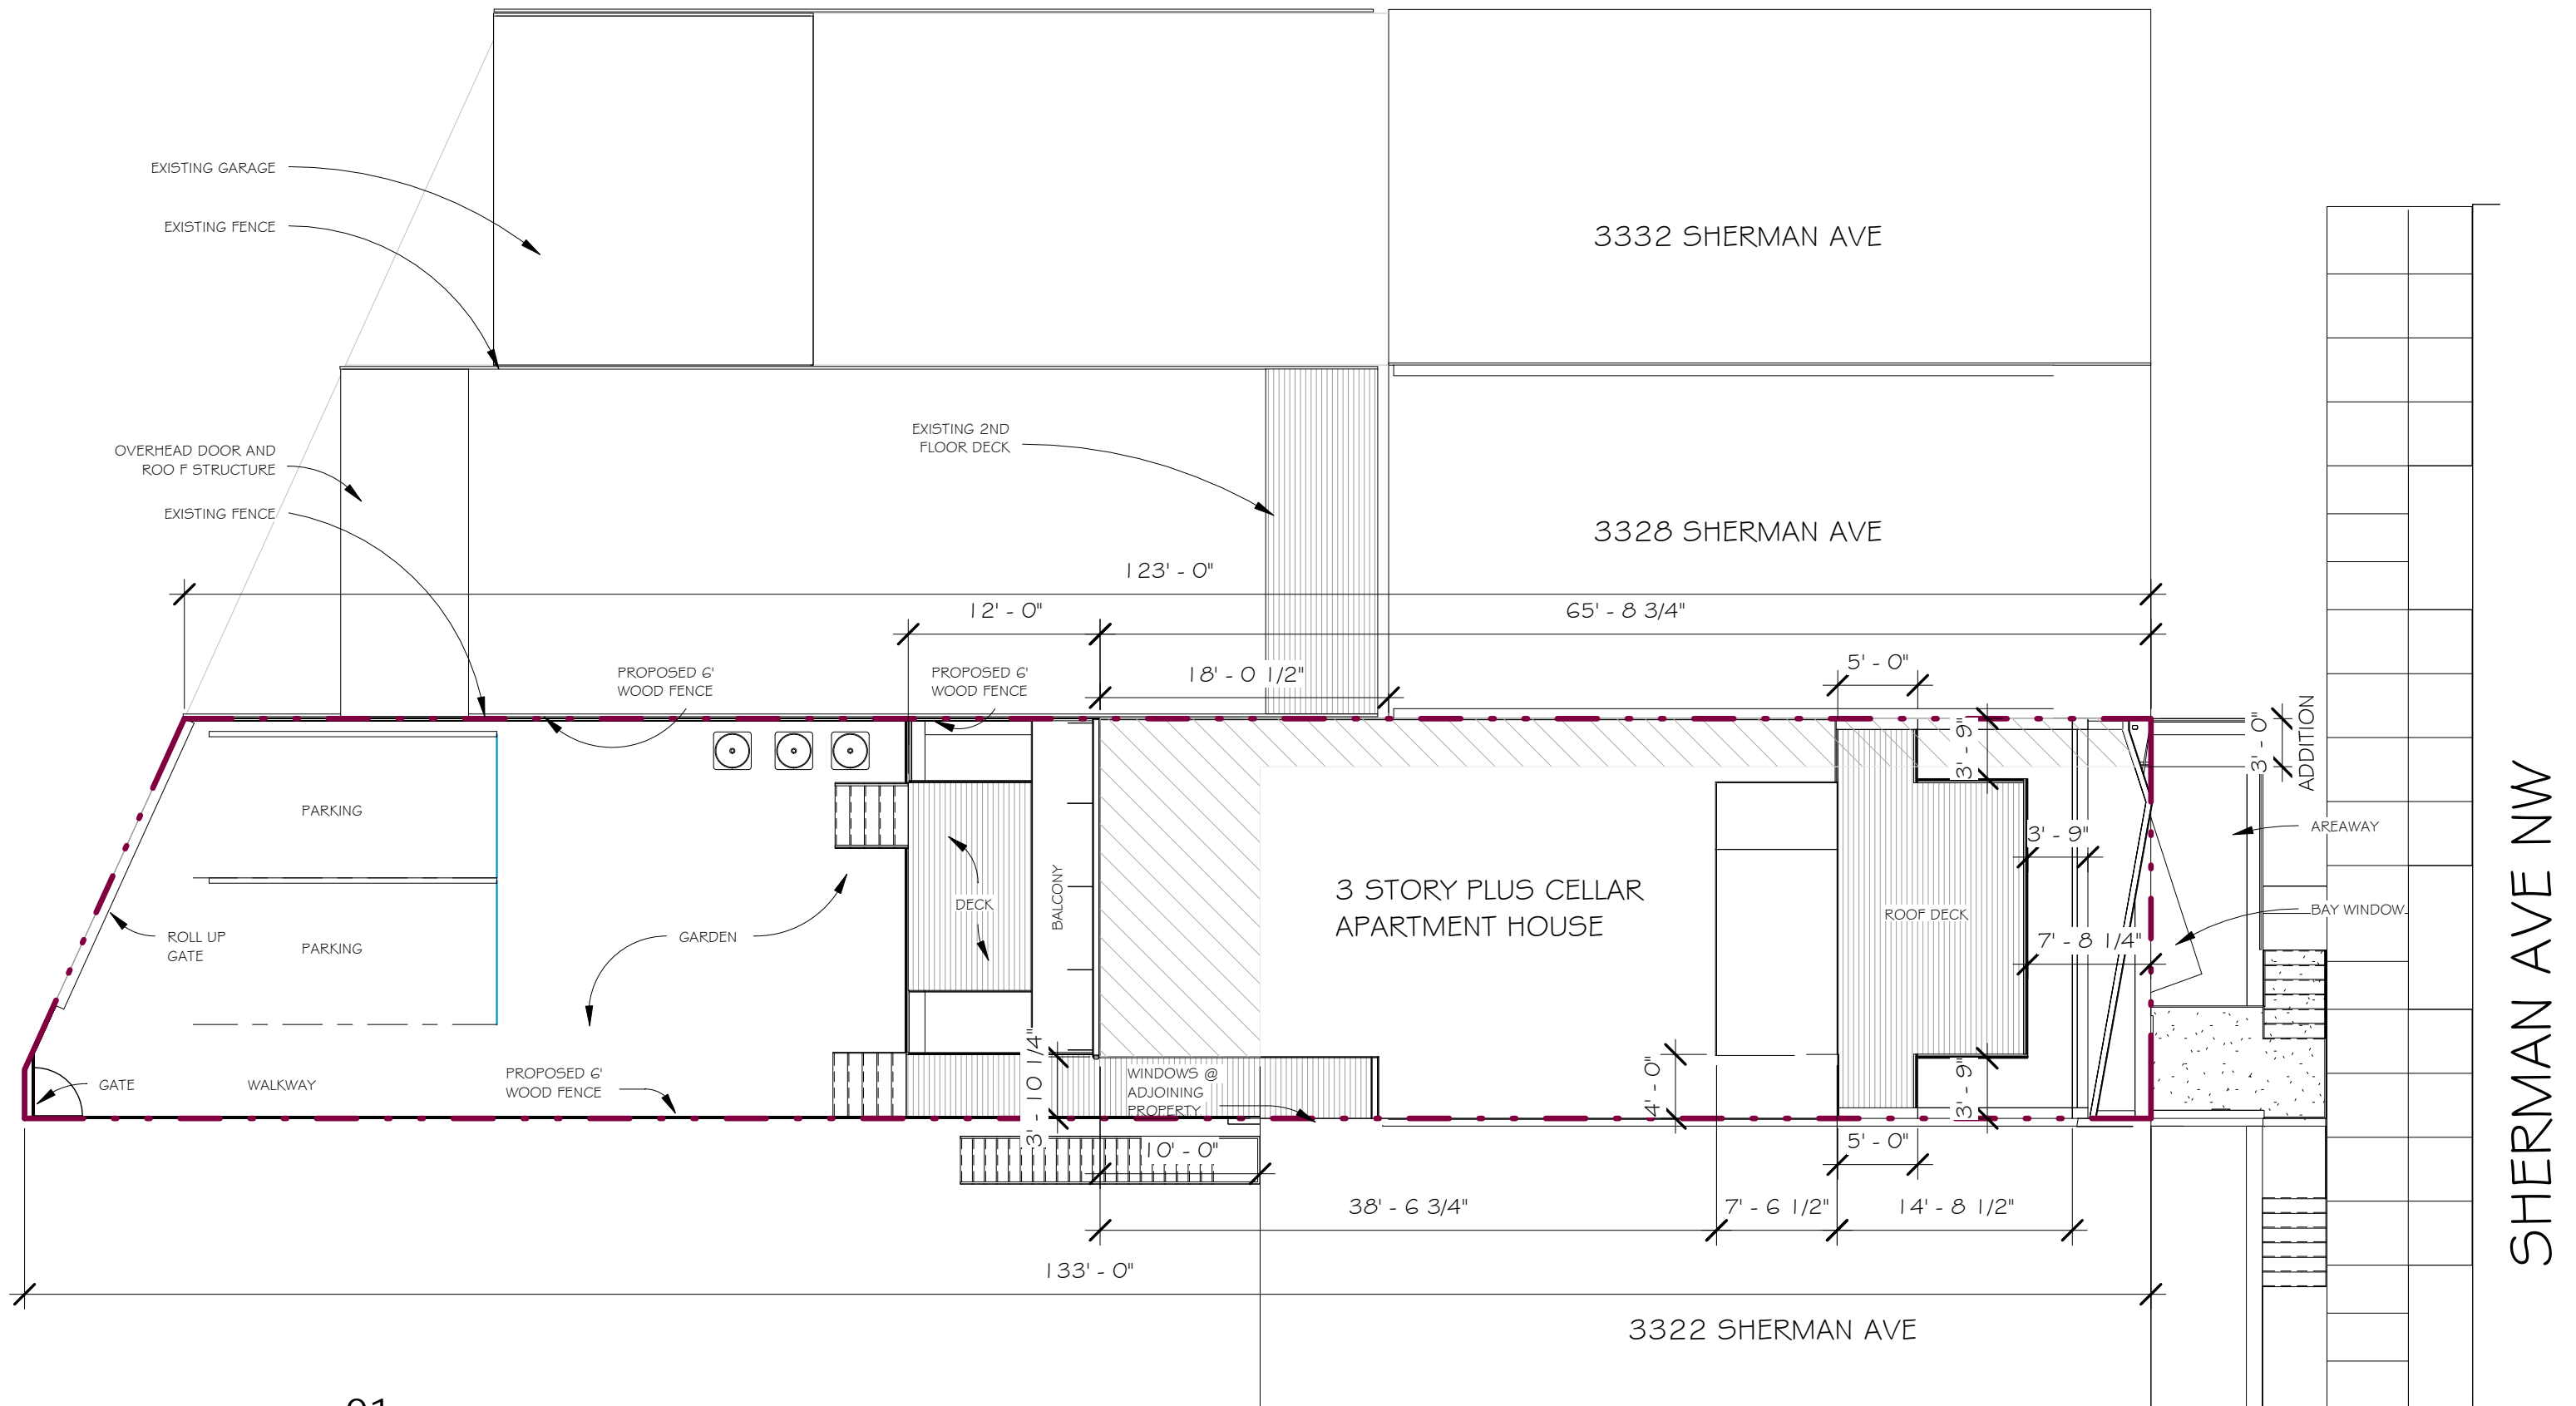 3332 SHERMAN AVE
EXISTING GARAGE
EXISTING FENCE
EXISTING 2ND
FLOOR DECK
OVERHEAD DOOR AND
ROO F STRUCTURE
EXISTING FENCE
3328 SHERMAN AVE
123' - 0"
12' - 0"
65' - 8 3/4"
18' - 0 1/2"
5' - 0"
PROPOSED 6'
WOOD FENCE
PROPOSED 6'
WOOD FENCE
3' - 9"
3' - 0"
ADDITION
PARKING
3' - 9"
AREAWAY
3 STORY PLUS CELLAR
APARTMENT HOUSE
BALCONY
DECK
ROOF DECK
BAY WINDOW
ROLL UP
GATE
PARKING
GARDEN
7' - 8 1/4"
SHERMAN AVE NW
GATE
WALKWAY
PROPOSED 6'
WOOD FENCE
3' - 10 1/4"
WINDOWS @
ADJOINING
PROPERTY
4' - 0"
3' - 9"
10' - 0"
5' - 0"
38' - 6 3/4"
7' - 6 1/2"
14' - 8 1/2"
133' - 0"
3322 SHERMAN AVE
01